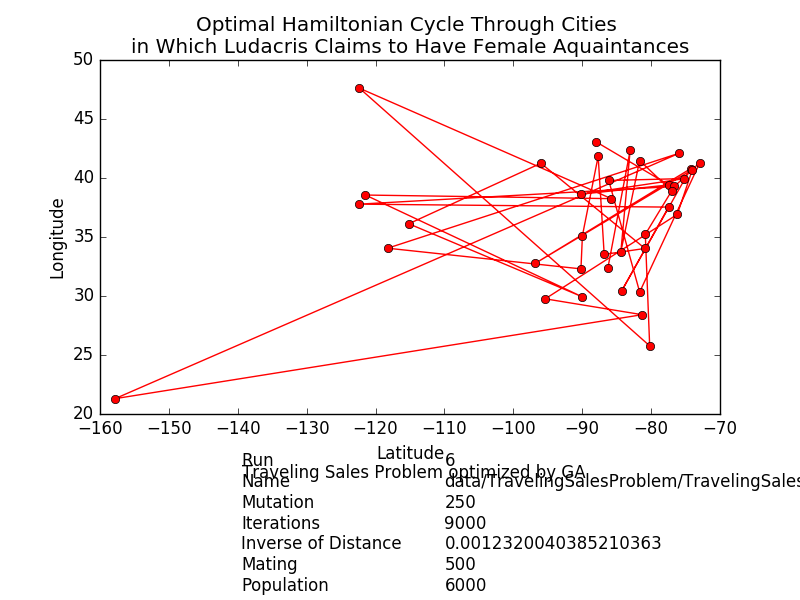 Optimal Hamiltonian Cycle Through Cities
in Which Ludacris Claims to Have Female Aquaintances
50
45
40
35
30
25
20
Longitude
−160 −150 −140 −130 −120 −110 −100 −90 −80 −70
Latitude
Run 6
Traveling Sales Problem optimized by GA
Name data/TravelingSalesProblem/TravelingSales
Mutation 250
Iterations 9000
Inverse of Distance 0.0012320040385210363
Mating 500
Population 6000